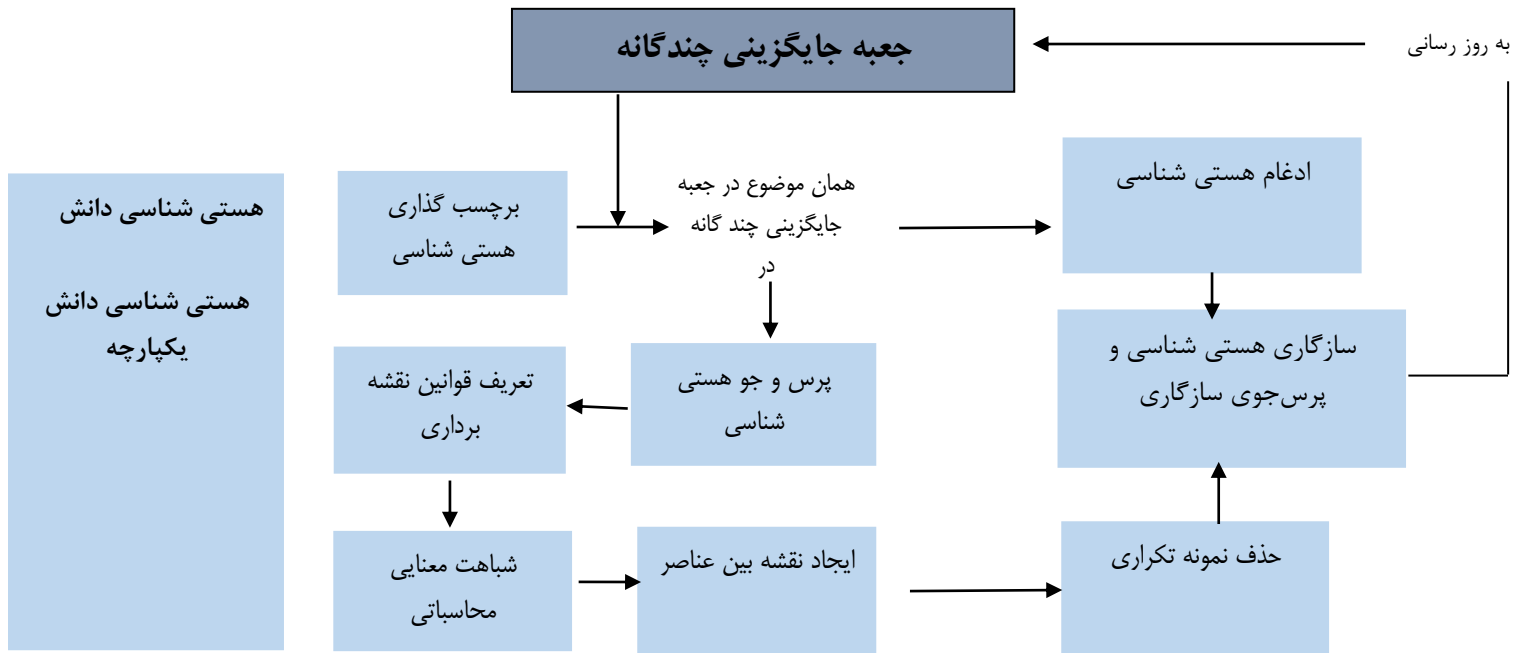 جعبه جایگزینی چندگانه
به روز رسانی
هستی شناسی دانش
هستی شناسی دانش
یکپارچه
برچسب گذاری
هستی شناسی
همان موضوع در جعبه
جایگزینی چند گانه
در
ادغام هستی شناسی
سازگاری هستی شناسی و
پرس‌جوی سازگاری
پرس و جو هستی
شناسی
تعریف قوانین نقشه
برداری
شباهت معنایی
محاسباتی
ایجاد نقشه بین عناصر
حذف نمونه تکراری